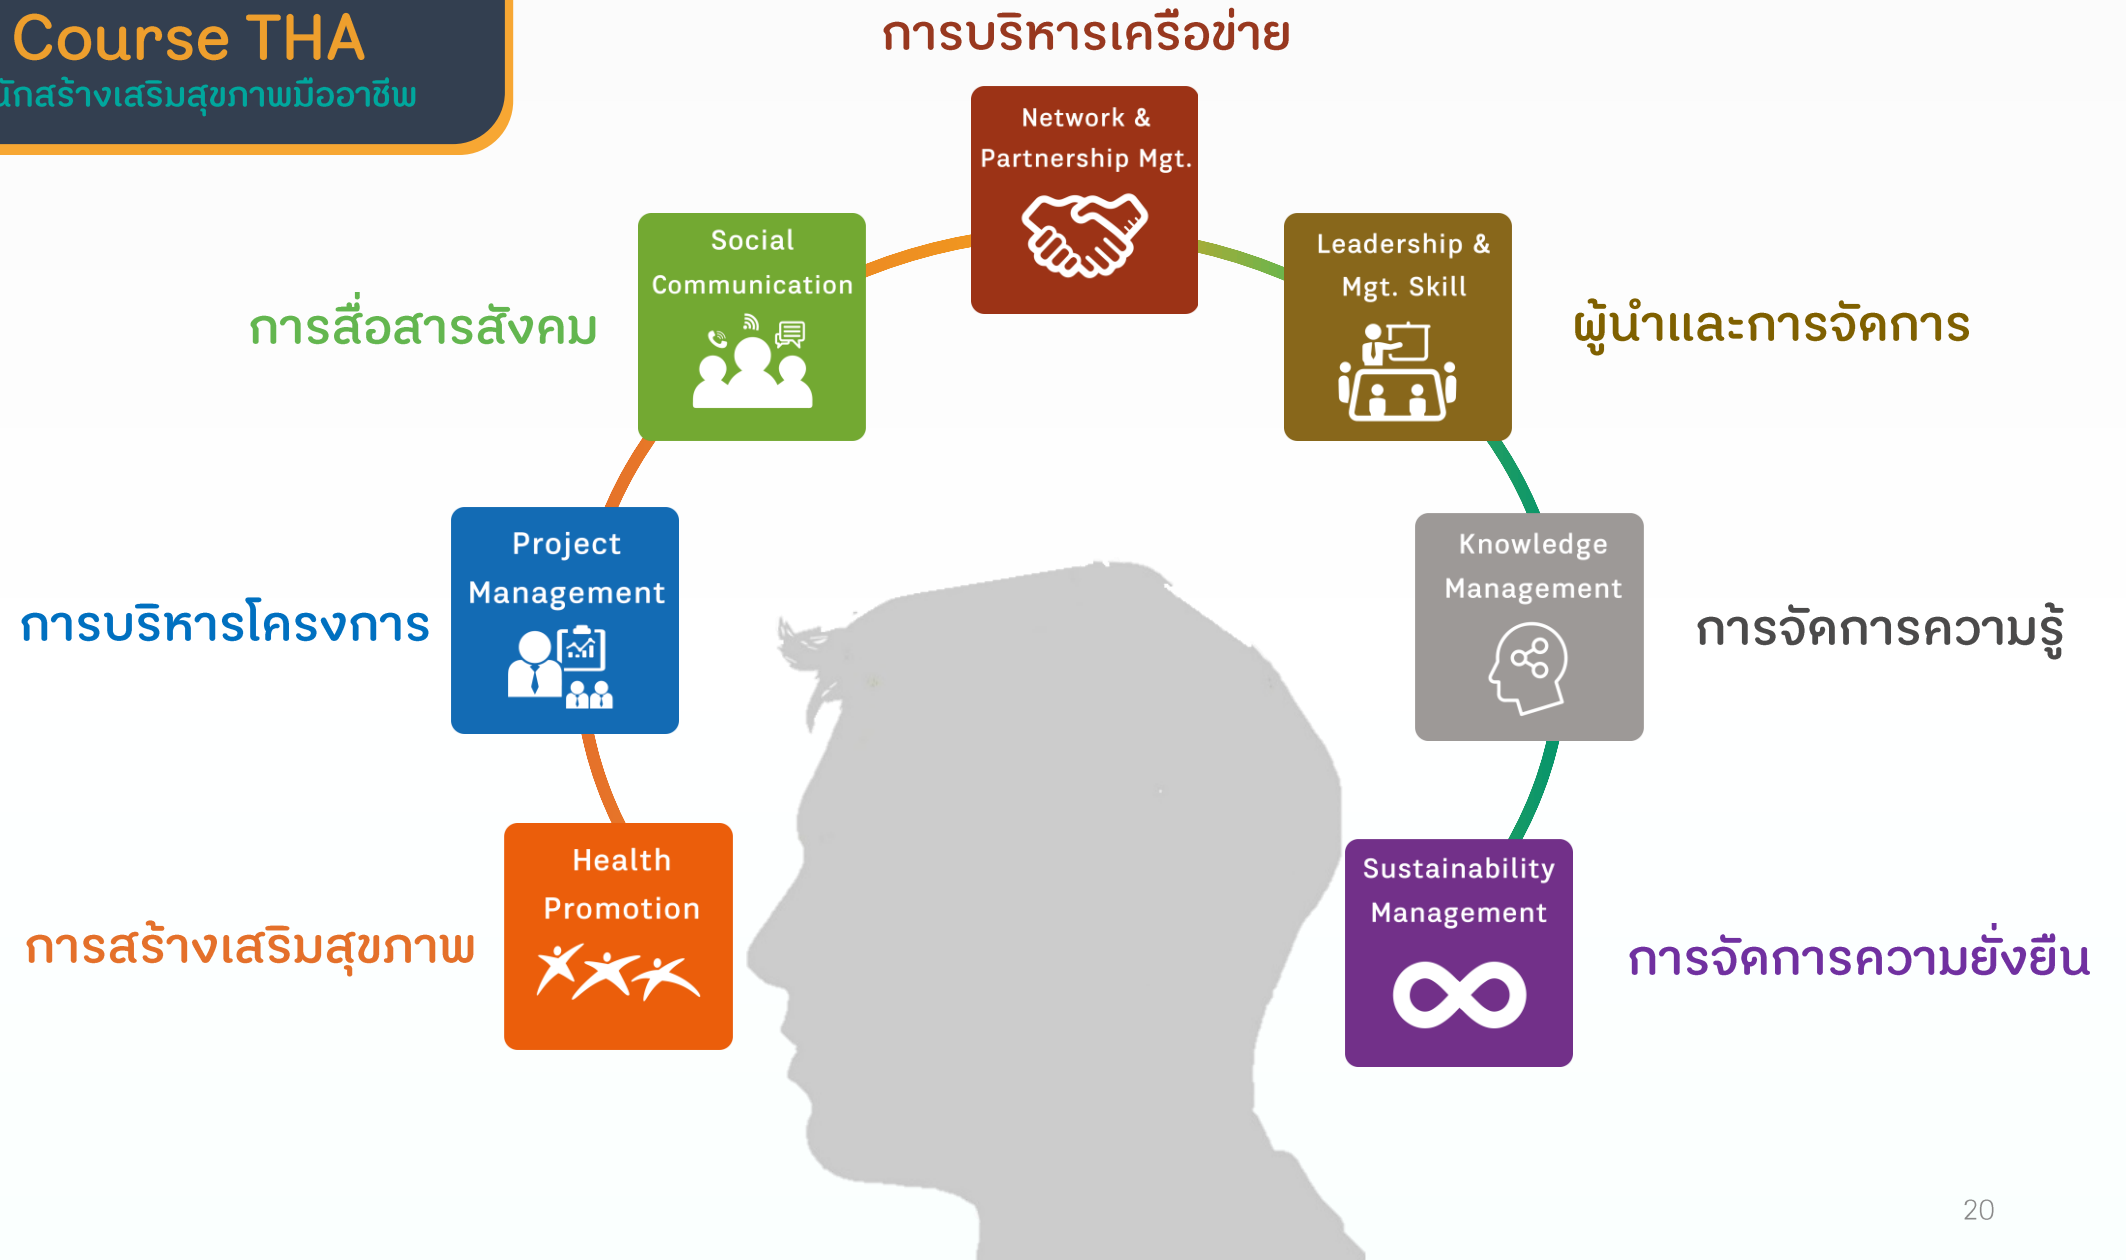 Course THA
นักสร้างเสริมสุขภาพมืออาชีพ
การบริหารเครือข่าย
Network &
Partnership Mgt.
Social
Communication
การสื่อสารสังคม
Leadership &
Mgt. Skill
ผู้นำและการจัดการ
Project
Management
การบริหารโครงการ
Knowledge
Management
การจัดการความรู้
Health
Promotion
การสร้างเสริมสุขภาพ
Sustainability
Management
การจัดการความยั่งยืน
20